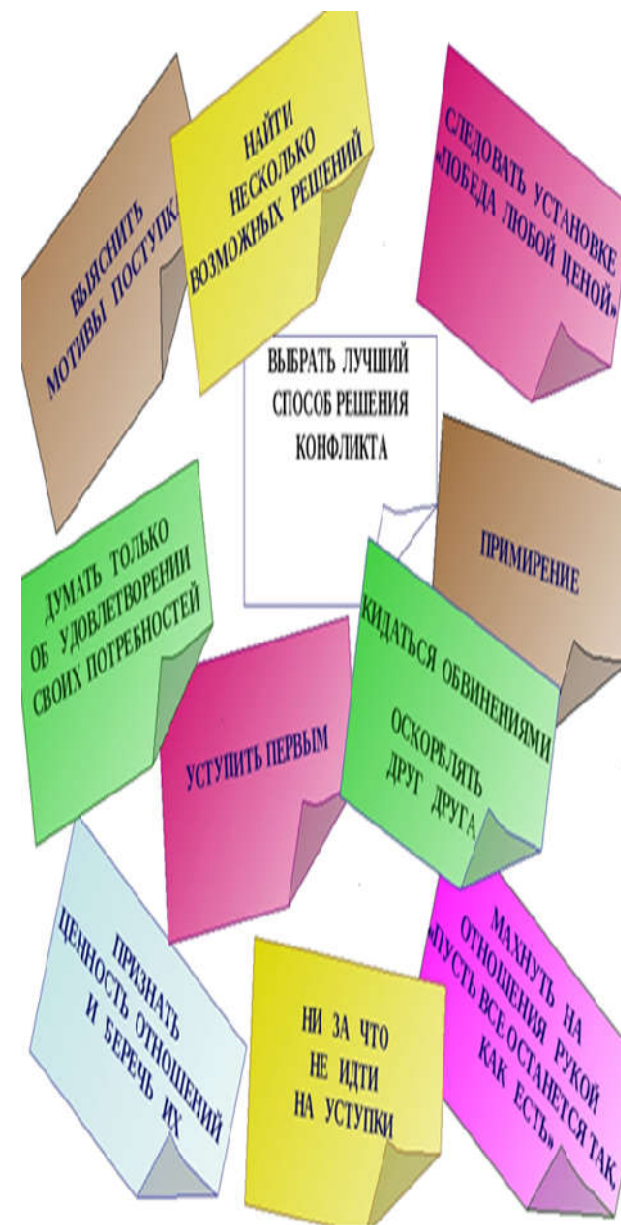 ВЫЯСНИТЬ
МОТИВЫ ПОСТУПКА
НАЙТИ
НЕСКОЛЬКО
ВОЗМОЖНЫХ РЕШЕНИЙ
СЛЕДОВАТЬ УСТАНОВКЕ
«ПОБЕДА ЛЮБОЙ ЦЕНОЙ»
ВЫБРАТЬ ЛУЧШИЙ
СПОСОБ РЕШЕНИЯ
КОНФЛИКТА
ПРИМИРЕНИЕ
ДУМАТЬ ТОЛЬКО
ОБ УДОВЛЕТВОРЕНИИ
СВОИХ ПОТРЕБНОСТЕЙ
УСТУПИТЬ ПЕРВЫМ
КИДАТЬСЯ ОБВИНЕНИЯМИ
ОСКОРБЛЯТЬ
ДРУГ ДРУГА
ПРИЗНАТЬ
ЦЕННОСТЬ ОТНОШЕНИЙ
И БЕРЕЧЬ ИХ
НИ ЗА ЧТО
НЕ ИДТИ
НА УСТУПКИ
МАХНУТЬ НА
ОТНОШЕНИЯ РУКОЙ
«ПУСТЬ ВСЕ ОСТАНЕТСЯ ТАК,
КАК ЕСТЬ»